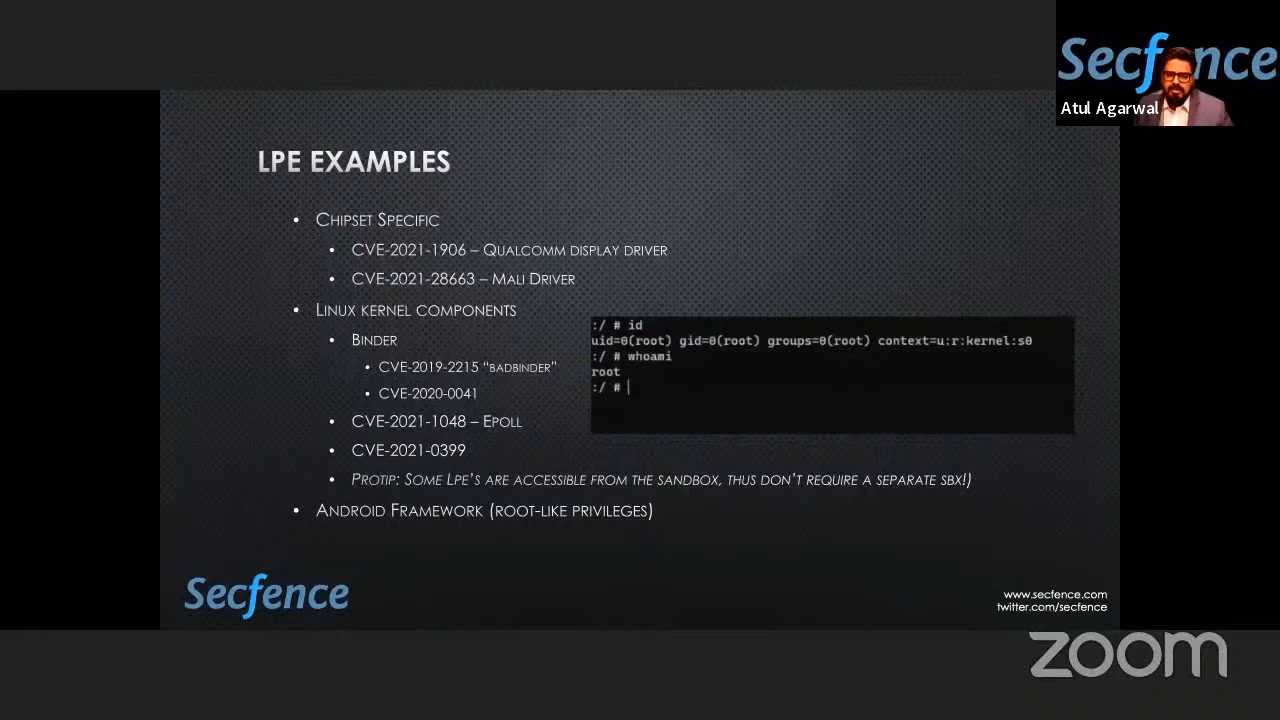 Secfence
Atul Agarwal
LPE EXAMPLES
• CHIPSET SPECIFIC
• CVE-2021-1906 – QUALCOMM DISPLAY DRIVER
• CVE-2021-28663 – MALI DRIVER
• LINUX KERNEL COMPONENTS
• BINDER
• CVE-2019-2215 “BADBINDER”
• CVE-2020-0041
• CVE-2021-1048 – EPOLL
• CVE-2021-0399
• PROTIP: SOME LPE’S ARE ACCESSIBLE FROM THE SANDBOX, THUS DON’T REQUIRE A SEPARATE SBX!)
• ANDROID FRAMEWORK (ROOT-LIKE PRIVILEGES)
:/ # id
uid=0(root) gid=0(root) groups=0(root) context=u:r:kernel:s0
:/ # whoami
root
:/ #
Secfence
www.secfence.com
twitter.com/secfence
zoom